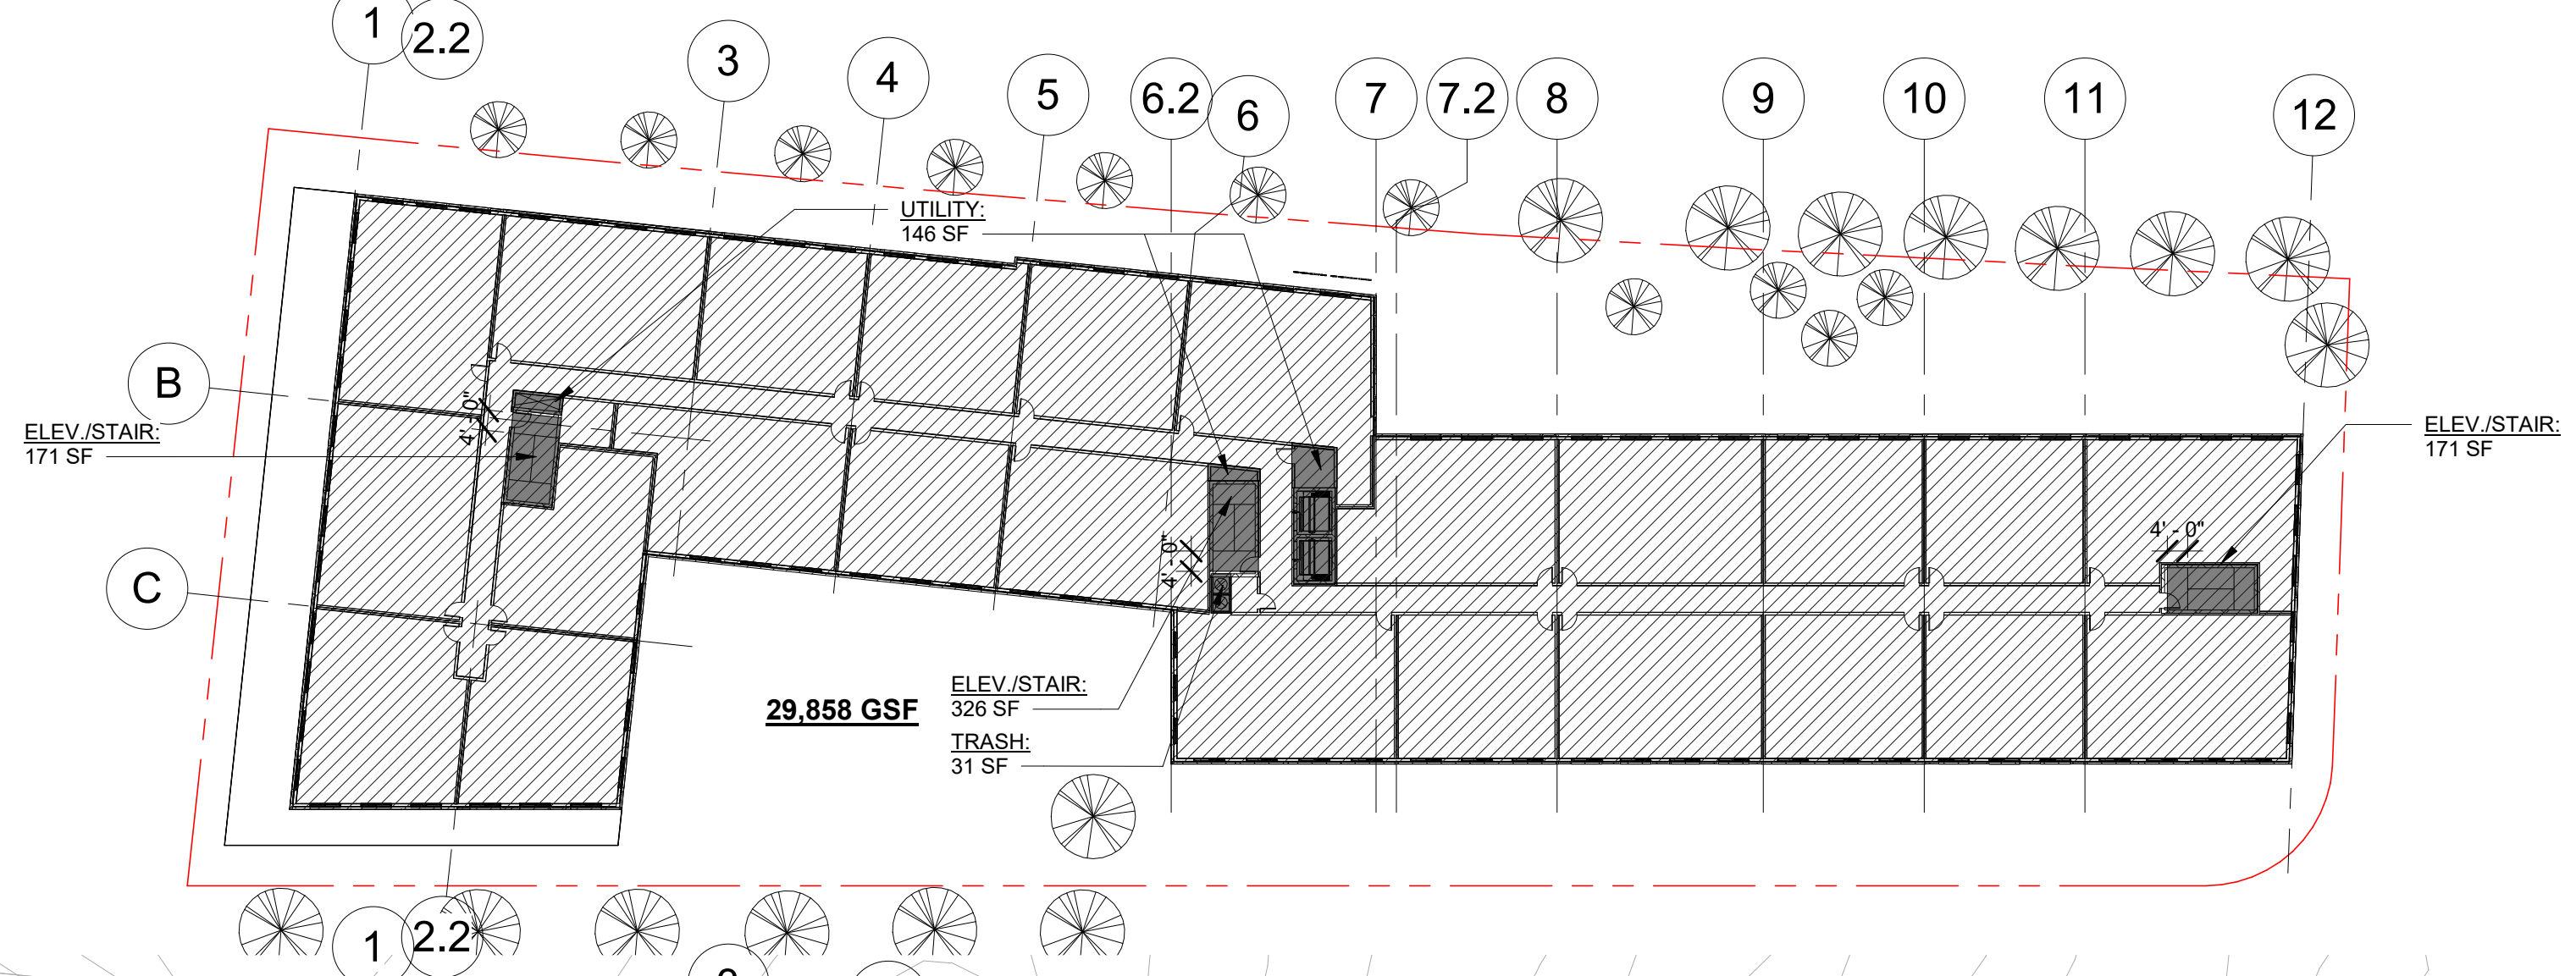 1
2.2
3
4
5
6.2
6
7
7.2
8
9
10
11
12
UTILITY:
146 SF
B
4' - 0"
ELEV./STAIR:
171 SF
ELEV./STAIR:
171 SF
4' - 0"
4' - 0"
C
29,858 GSF
ELEV./STAIR:
326 SF
TRASH:
31 SF
1
2.2